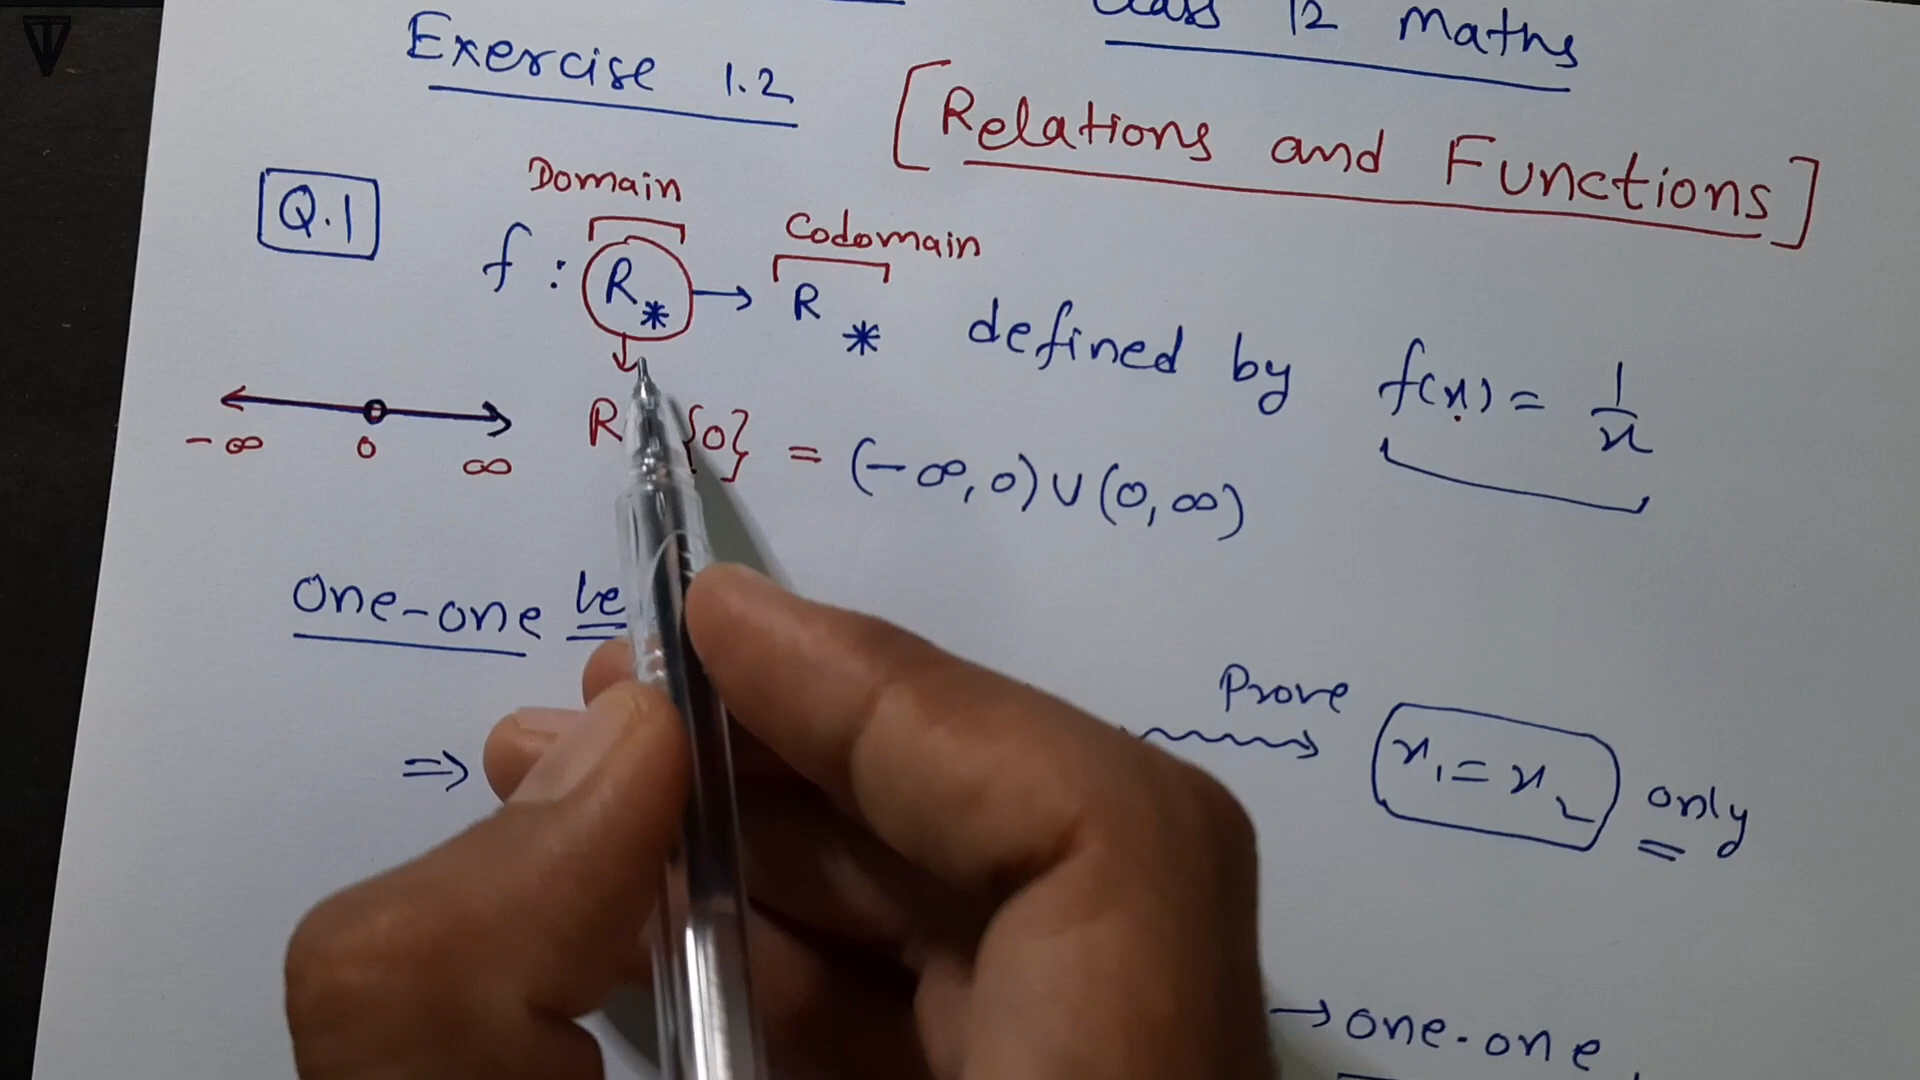 Class 12 Maths
Exercise 1.2
[Relations and Functions]
Domain
Codomain
Q.1
f : R* → R* defined by f(x) = 1/x
-∞ 0 ∞
R {0} = (-∞, 0) ∪ (0, ∞)
One-one
Prove
⇒
x₁ = x₂ only
→ one-one